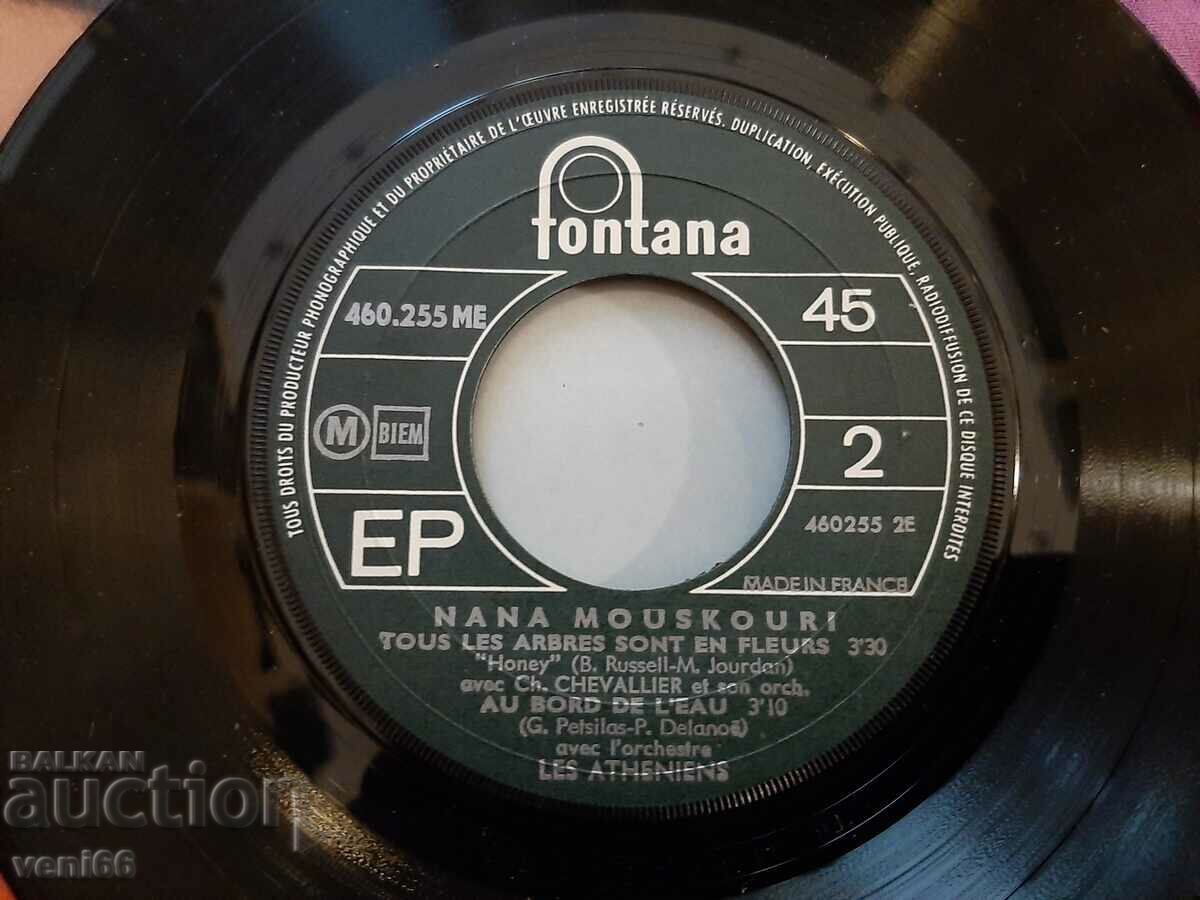 TOUS DROITS DU PRODUCTEUR PHONOGRAPHIQUE ET DU PROPRIÉTAIRE DE L'ŒUVRE ENREGISTRÉE RÉSERVÉS. DUPLICATION, EXÉCUTION PUBLIQUE, RADIODIFFUSION DE CE DISQUE INTERDITES
fontana
460.255 ME
45
M BIEM
2
EP
460255 2E
MADE IN FRANCE
NANA MOUSKOURI
TOUS LES ARBRES SONT EN FLEURS 3'30
"Honey" (B. Russell-M. Jourdan)
avec Ch. CHEVALLIER et son orch.
AU BORD DE L'EAU 3'10
(G. Petsilas-P. Delanoë)
avec l'orchestre
LES ATHENIENS
BALKAN
auction
veni66